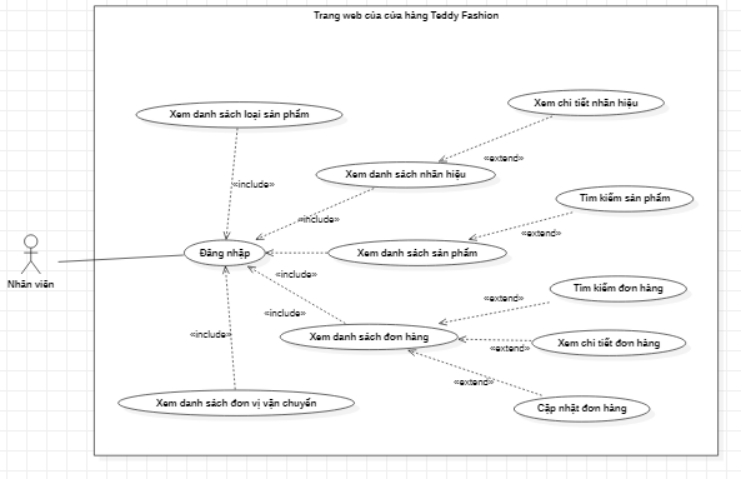 Trang web của cửa hàng Teddy Fashion
Xem chi tiết nhãn hiệu
Xem danh sách loại sản phẩm
«extend»
Xem danh sách nhãn hiệu
«include»
Tìm kiếm sản phẩm
«include»
«extend»
Đăng nhập
Xem danh sách sản phẩm
«include»
Nhân viên
Tìm kiếm đơn hàng
«extend»
«include»
«include»
Xem danh sách đơn hàng
Xem chi tiết đơn hàng
«extend»
«extend»
Xem danh sách đơn vị vận chuyển
Cập nhật đơn hàng